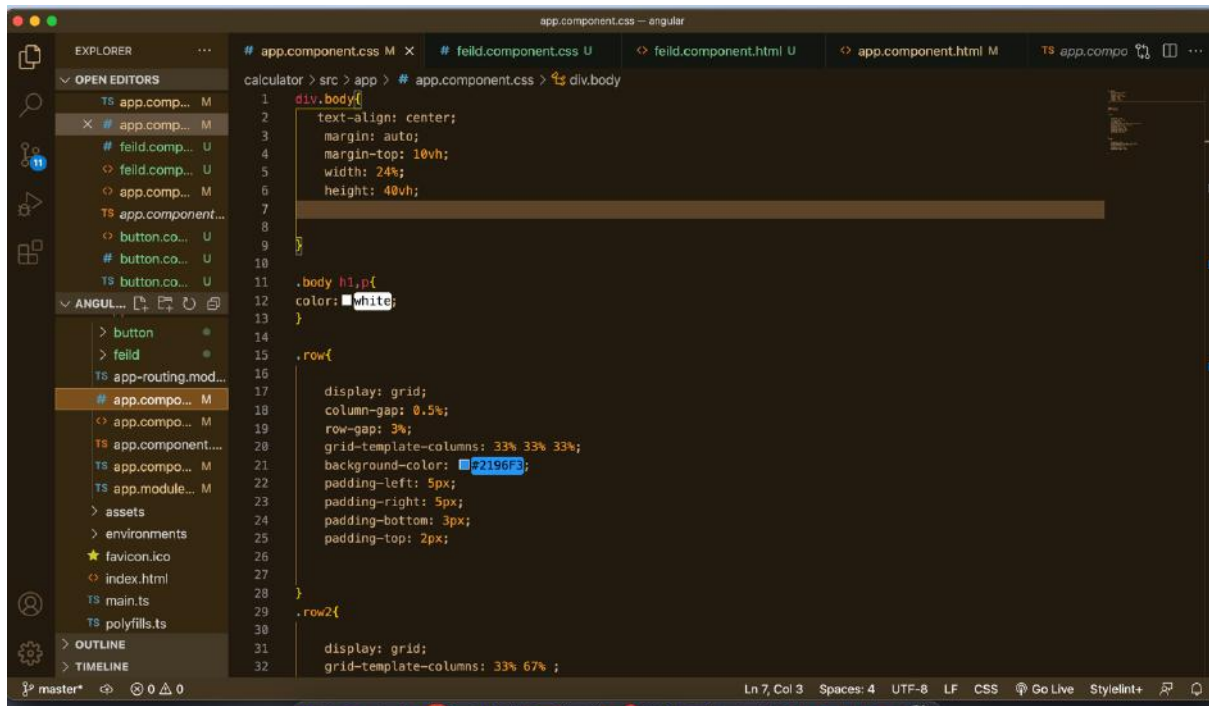 app.component.css — angular
EXPLORER
# app.component.css M
# feild.component.css U
<> feild.component.html U
<> app.component.html M
TS app.compo
OPEN EDITORS
TS app.comp... M
# app.comp... M
# feild.comp... U
<> feild.comp... U
<> app.comp... M
TS app.component...
<> button.co... U
# button.co... U
TS button.co... U
ANGUL...
> button
> feild
TS app-routing.mod...
# app.compo... M
<> app.compo... M
TS app.component....
TS app.compo... M
TS app.module... M
> assets
> environments
favicon.ico
<> index.html
TS main.ts
TS polyfills.ts
> OUTLINE
> TIMELINE
11
calculator > src > app > # app.component.css > div.body
1 div.body{
2 text-align: center;
3 margin: auto;
4 margin-top: 10vh;
5 width: 24%;
6 height: 40vh;
7
8
9 }
10
11 .body h1,p{
12 color: white;
13 }
14
15 .row{
16
17 display: grid;
18 column-gap: 0.5%;
19 row-gap: 3%;
20 grid-template-columns: 33% 33% 33%;
21 background-color: #2196F3;
22 padding-left: 5px;
23 padding-right: 5px;
24 padding-bottom: 3px;
25 padding-top: 2px;
26
27
28 }
29 .row2{
30
31 display: grid;
32 grid-template-columns: 33% 67% ;
master* 0 0 Ln 7, Col 3 Spaces: 4 UTF-8 LF CSS Go Live Stylelint+